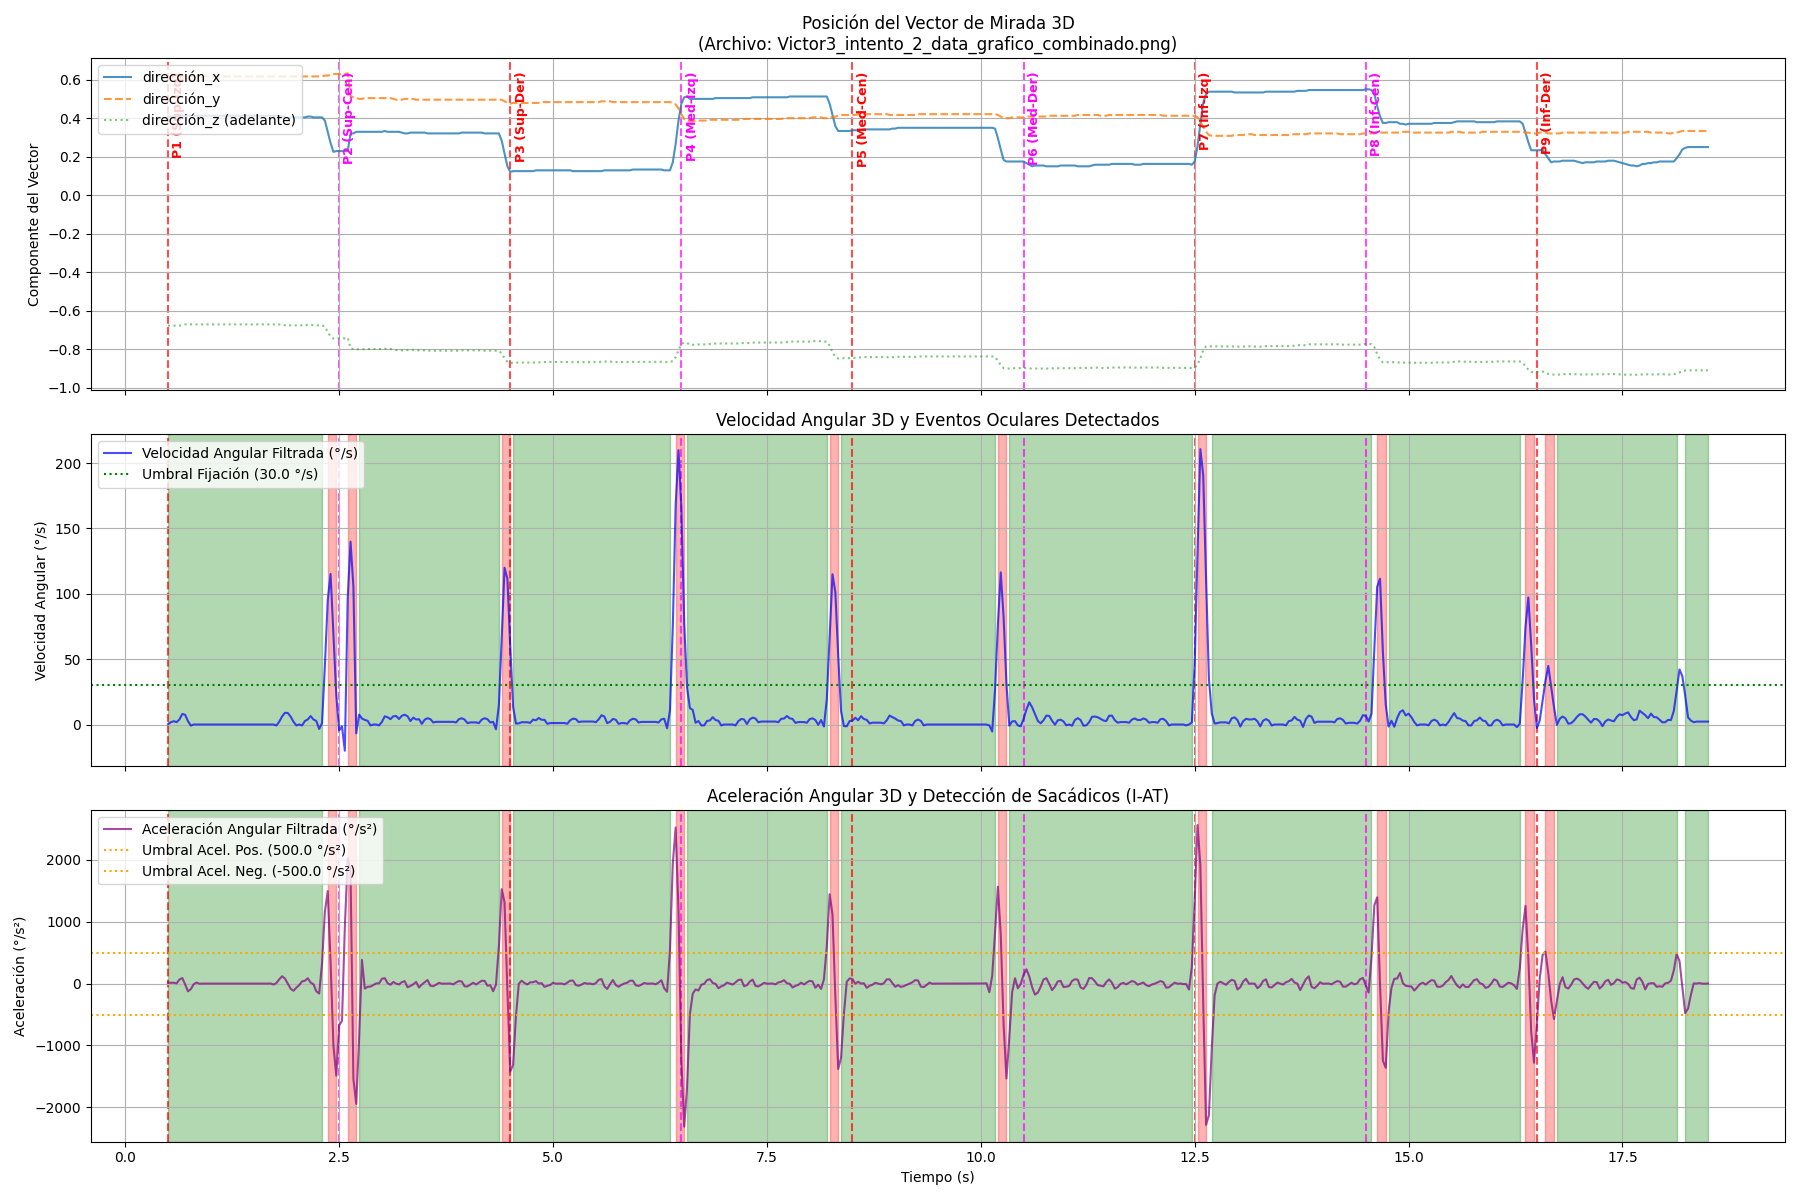 Posición del Vector de Mirada 3D
(Archivo: Victor3_intento_2_data_grafico_combinado.png)
Componente del Vector
0.6
0.4
0.2
0.0
−0.2
−0.4
−0.6
−0.8
−1.0
dirección_x
dirección_y
dirección_z (adelante)
P1 (Sup-Izq)
P2 (Sup-Cen)
P3 (Sup-Der)
P4 (Med-Izq)
P5 (Med-Cen)
P6 (Med-Der)
P7 (Inf-Izq)
P8 (Inf-Cen)
P9 (Inf-Der)
Velocidad Angular 3D y Eventos Oculares Detectados
Velocidad Angular (°/s)
200
150
100
50
0
Velocidad Angular Filtrada (°/s)
Umbral Fijación (30.0 °/s)
Aceleración Angular 3D y Detección de Sacádicos (I-AT)
Aceleración (°/s²)
2000
1000
0
−1000
−2000
Aceleración Angular Filtrada (°/s²)
Umbral Acel. Pos. (500.0 °/s²)
Umbral Acel. Neg. (-500.0 °/s²)
0.0 2.5 5.0 7.5 10.0 12.5 15.0 17.5
Tiempo (s)